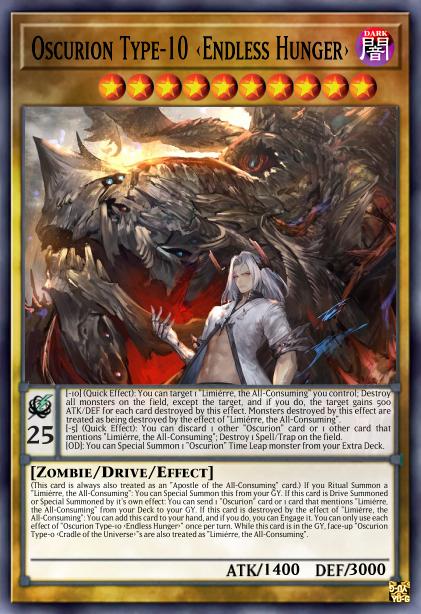 Oscurion Type-10 ‹Endless Hunger›
DARK
闇
[-10] (Quick Effect): You can target 1 "Limiérre, the All-Consuming" you control; Destroy
all monsters on the field, except the target, and if you do, the target gains 500
ATK/DEF for each card destroyed by this effect. Monsters destroyed by this effect are
treated as being destroyed by the effect of "Limiérre, the All-Consuming".
[-5] (Quick Effect): You can discard 1 other "Oscurion" card or 1 other card that
mentions "Limiérre, the All-Consuming"; Destroy 1 Spell/Trap on the field.
[OD]: You can Special Summon 1 "Oscurion" Time Leap monster from your Extra Deck.
25
[Zombie/Drive/Effect]
(This card is always also treated as an "Apostle of the All-Consuming" card.) If you Ritual Summon a
"Limiérre, the All-Consuming": You can Special Summon this from your GY. If this card is Drive Summoned
or Special Summoned by it's own effect: You can send 1 "Oscurion" card or 1 card that mentions "Limiérre,
the All-Consuming" from your Deck to your GY. If this card is destroyed by the effect of "Limiérre, the All-
Consuming": You can add this card to your hand, and if you do, you can Engage it. You can only use each
effect of "Oscurion Type-10 ‹Endless Hunger›" once per turn. While this card is in the GY, face-up "Oscurion
Type-0 ‹Cradle of the Universe›"s are also treated as "Limiérre, the All-Consuming".
ATK/1400 DEF/3000